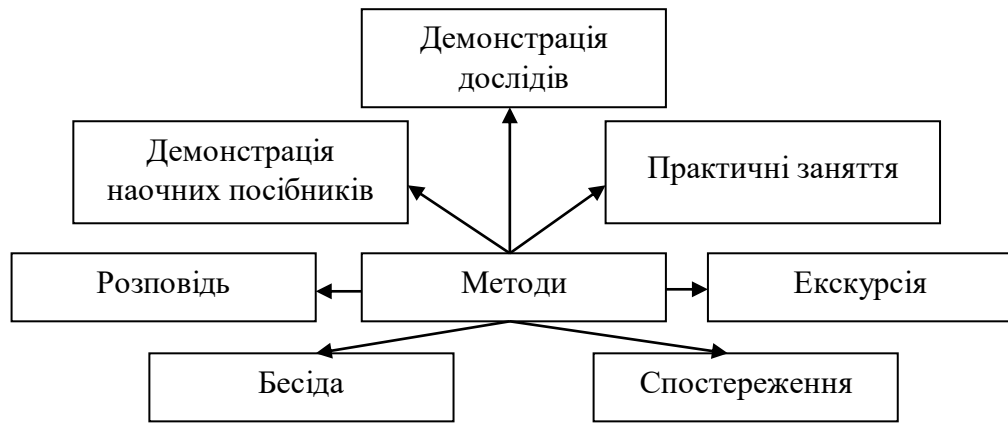 Демонстрація
дослідів
Демонстрація
наочних посібників
Практичні заняття
Розповідь
Методи
Екскурсія
Бесіда
Спостереження